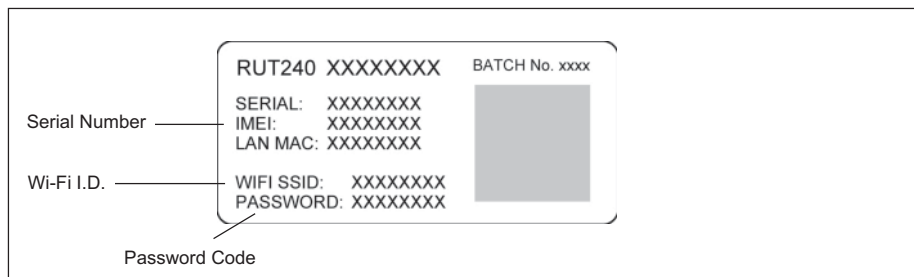 RUT240 XXXXXXXX
BATCH No. xxxx
SERIAL: XXXXXXXX
IMEI: XXXXXXXX
LAN MAC: XXXXXXXX
WIFI SSID: XXXXXXXX
PASSWORD: XXXXXXXX
Serial Number
Wi-Fi I.D.
Password Code